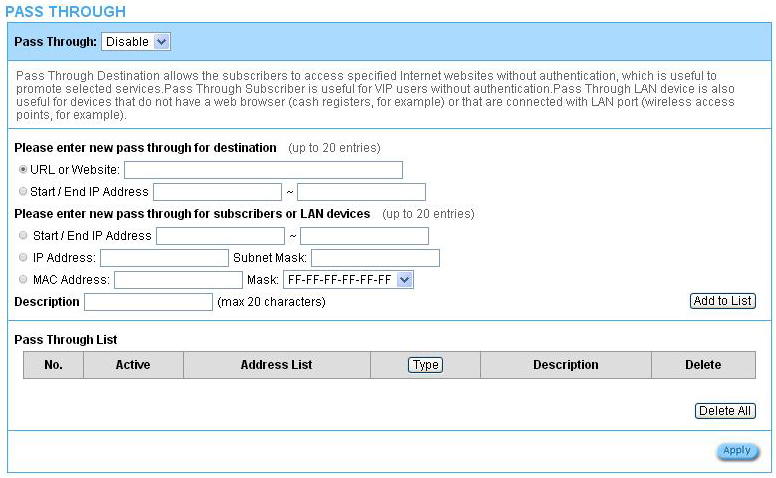 PASS THROUGH
Pass Through: Disable
Pass Through Destination allows the subscribers to access specified Internet websites without authentication, which is useful to
promote selected services.Pass Through Subscriber is useful for VIP users without authentication.Pass Through LAN device is also
useful for devices that do not have a web browser (cash registers, for example) or that are connected with LAN port (wireless access
points, for example).
Please enter new pass through for destination (up to 20 entries)
URL or Website:
Start / End IP Address ~
Please enter new pass through for subscribers or LAN devices (up to 20 entries)
Start / End IP Address ~
IP Address: Subnet Mask:
MAC Address: Mask: FF-FF-FF-FF-FF-FF
Description (max 20 characters) Add to List
Pass Through List
No. Active Address List Type Description Delete
Delete All
Apply